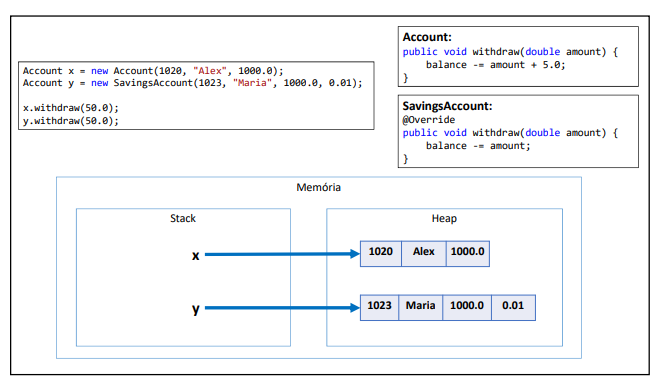 Account:
public void withdraw(double amount) {
balance -= amount + 5.0;
}
Account x = new Account(1020, "Alex", 1000.0);
Account y = new SavingsAccount(1023, "Maria", 1000.0, 0.01);
x.withdraw(50.0);
y.withdraw(50.0);
SavingsAccount:
@Override
public void withdraw(double amount) {
balance -= amount;
}
Memória
Stack
Heap
x
1020 Alex 1000.0
y
1023 Maria 1000.0 0.01